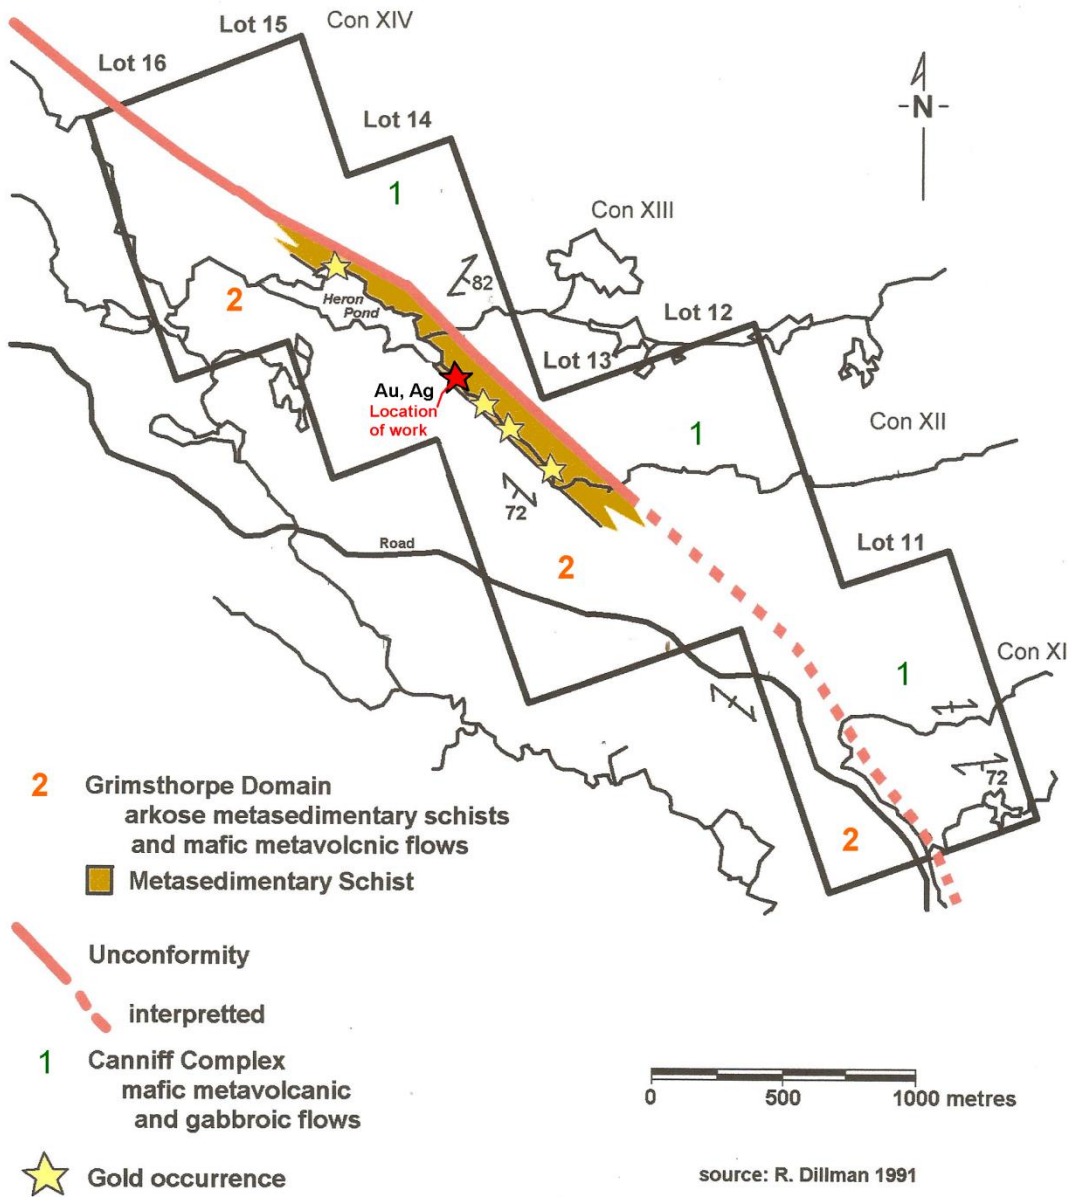 Lot 15
Con XIV
Lot 16
Lot 14
-N-
1
Con XIII
82
2
Heron
Pond
Lot 12
Lot 13
Au, Ag
Location
of work
1
Con XII
72
Road
2
Lot 11
Con XI
1
72
2
2 Grimsthorpe Domain
arkose metasedimentary schists
and mafic metavolcnic flows
Metasedimentary Schist
Unconformity
interpretted
1 Canniff Complex
mafic metavolcanic
and gabbroic flows
0 500 1000 metres
Gold occurrence
source: R. Dillman 1991